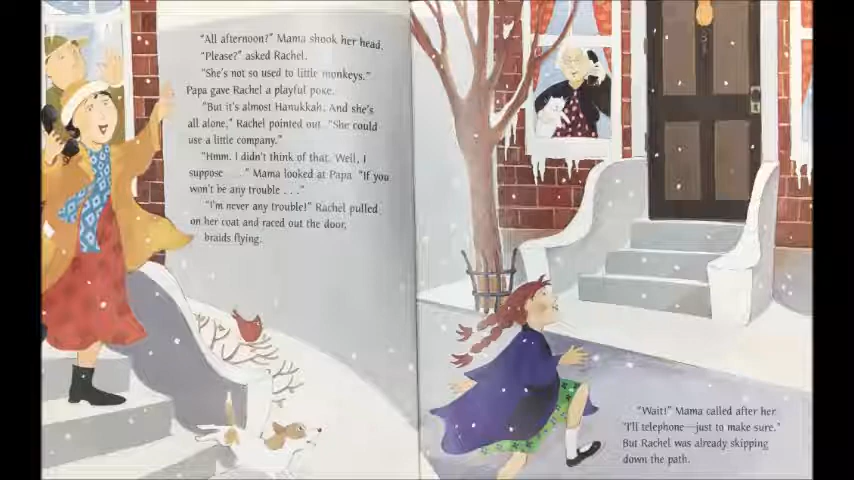 "All afternoon?" Mama shook her head.
"Please?" asked Rachel.
"She's not so used to little monkeys."
Papa gave Rachel a playful poke.
"But it's almost Hanukkah. And she's
all alone," Rachel pointed out. "She could
use a little company."
"Hmm. I didn't think of that. Well, I
suppose . . ." Mama looked at Papa. "If you
won't be any trouble . . ."
"I'm never any trouble!" Rachel pulled
on her coat and raced out the door,
braids flying.
"Wait!" Mama called after her.
"I'll telephone—just to make sure."
But Rachel was already skipping
down the path.